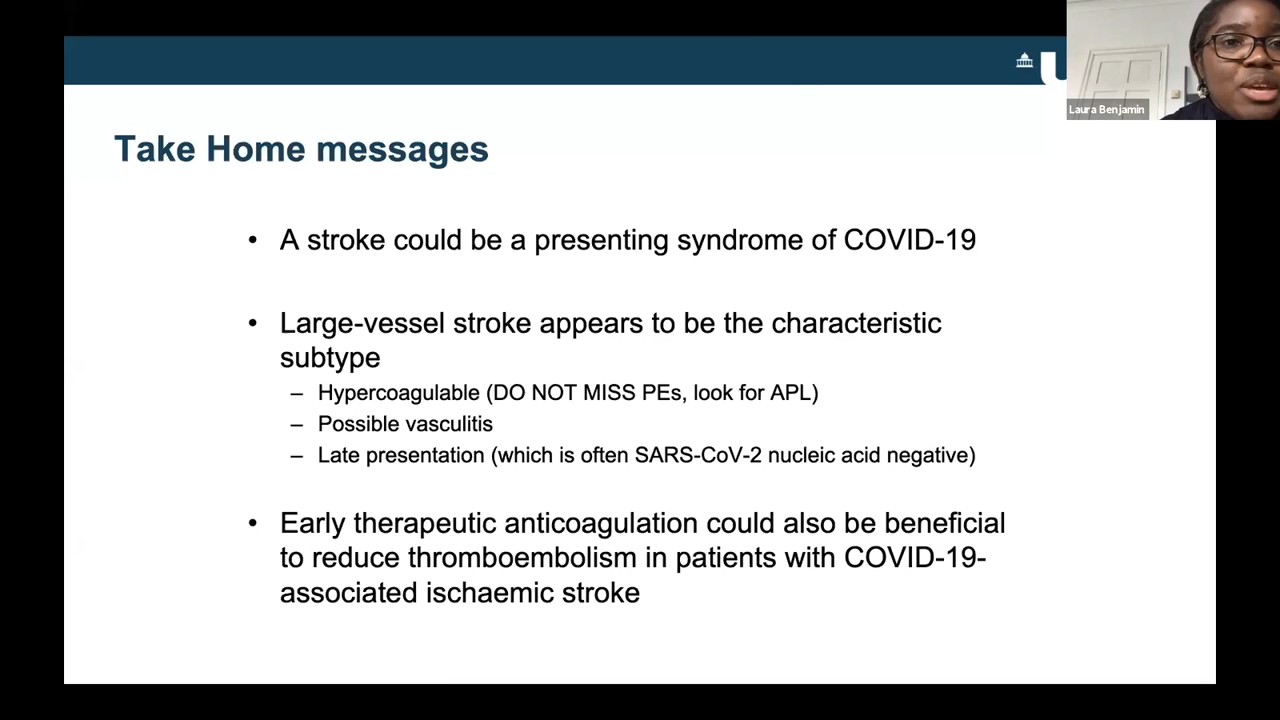 Laura Benjamin
Take Home messages
• A stroke could be a presenting syndrome of COVID-19
• Large-vessel stroke appears to be the characteristic
subtype
– Hypercoagulable (DO NOT MISS PEs, look for APL)
– Possible vasculitis
– Late presentation (which is often SARS-CoV-2 nucleic acid negative)
• Early therapeutic anticoagulation could also be beneficial
to reduce thromboembolism in patients with COVID-19-
associated ischaemic stroke